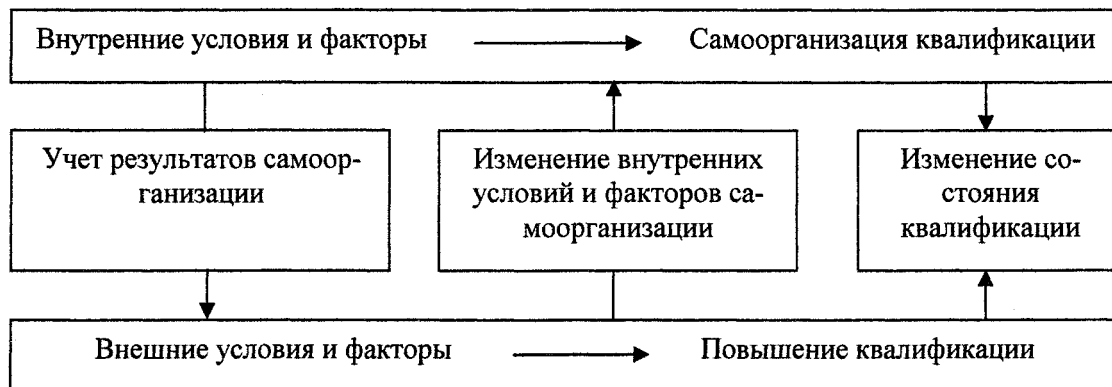 Внутренние условия и факторы Самоорганизация квалификации
Учет результатов самоор-
ганизации
Изменение внутренних
условий и факторов са-
моорганизации
Изменение со-
стояния
квалификации
Внешние условия и факторы Повышение квалификации